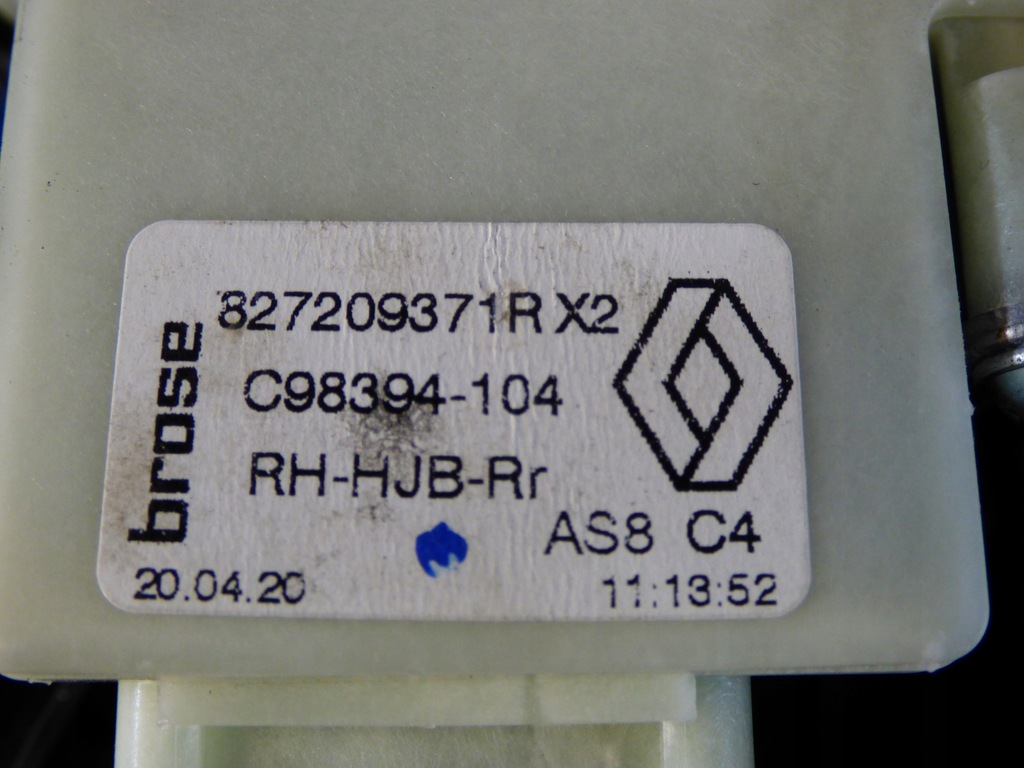 827209371R X2
C98394-104
RH-HJB-Rr
AS8 C4
20.04.20
11:13:52
brose